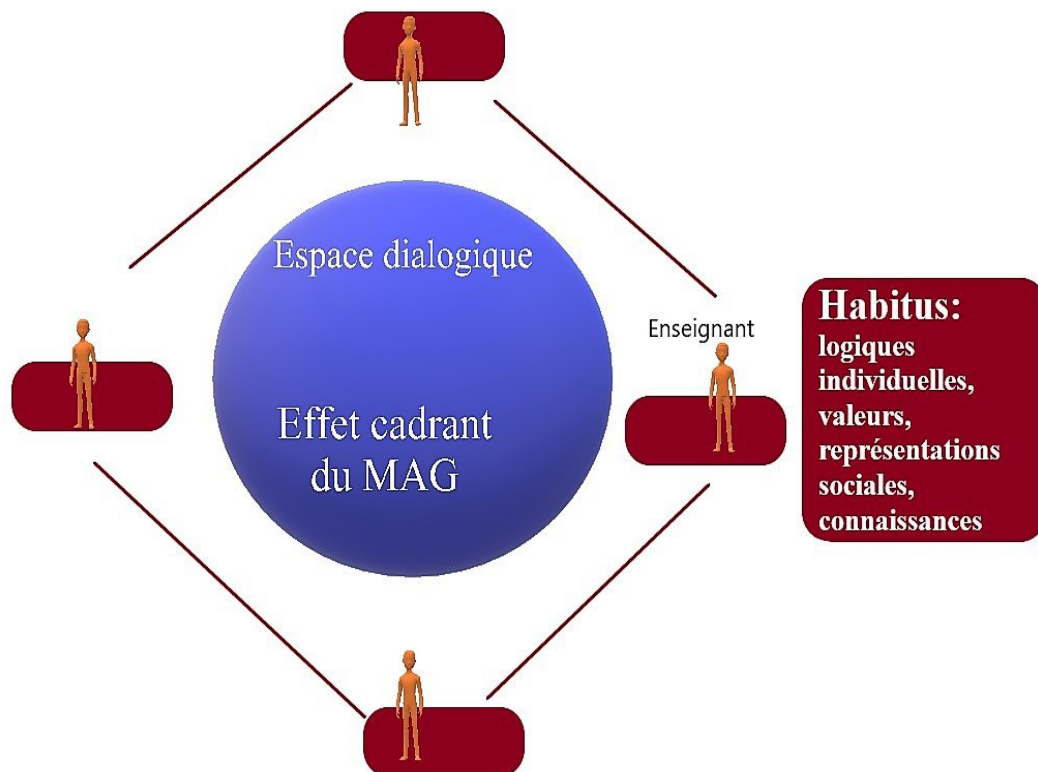 Espace dialogique
Effet cadrant
du MAG
Enseignant
Habitus:
logiques
individuelles,
valeurs,
représentations
sociales,
connaissances